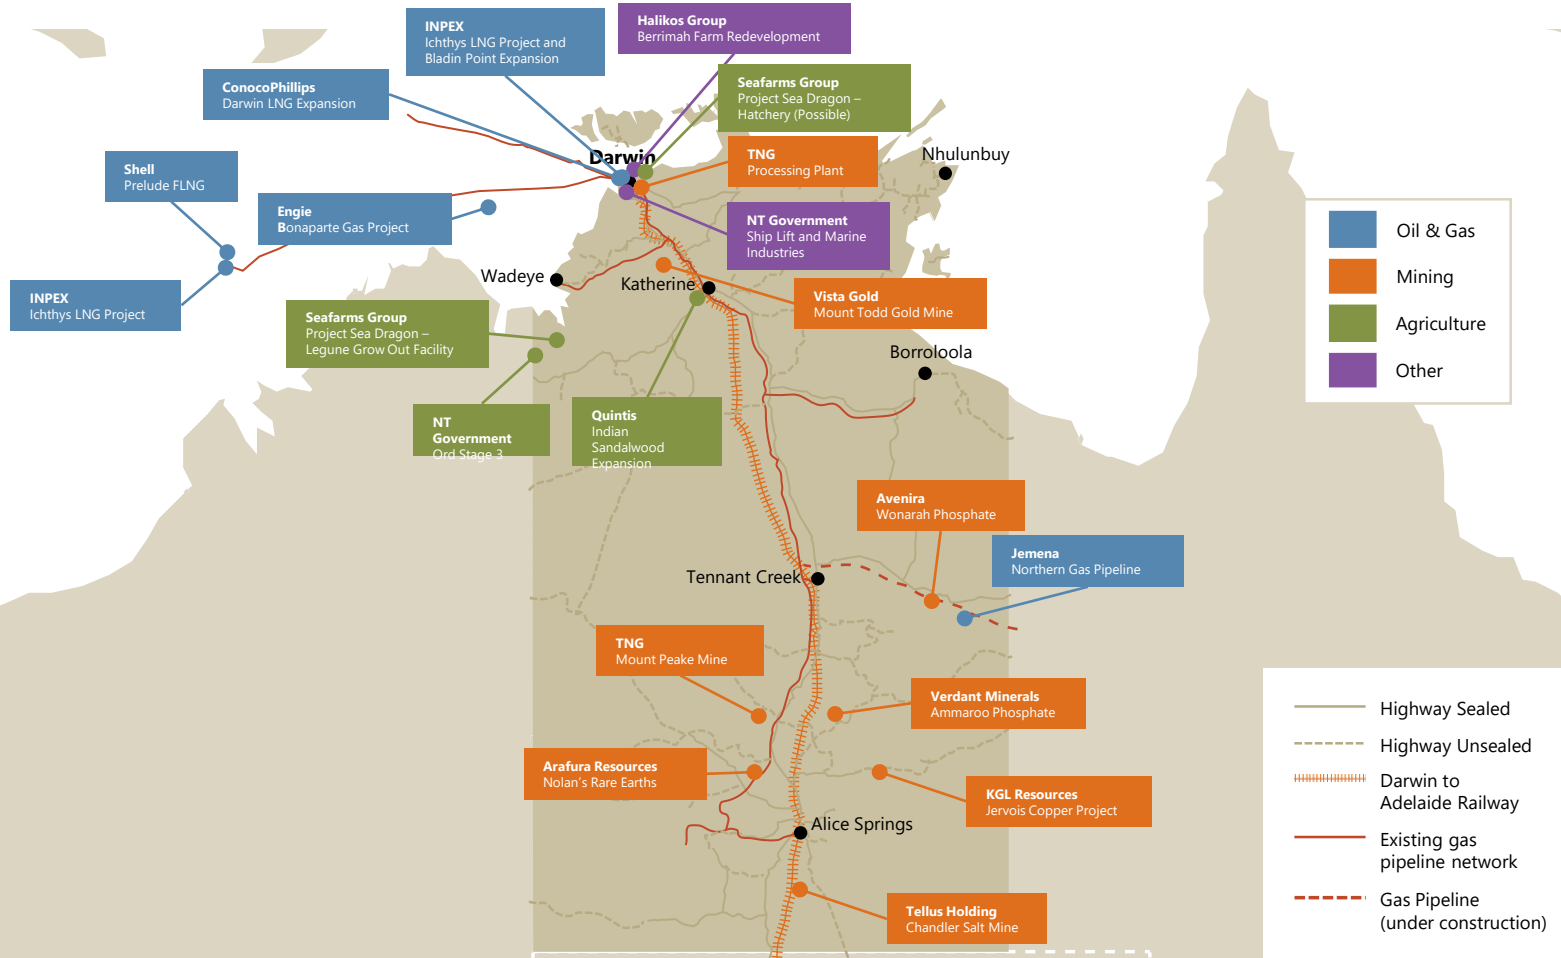 INPEX
Ichthys LNG Project and
Bladin Point Expansion
Halikos Group
Berrimah Farm Redevelopment
ConocoPhillips
Darwin LNG Expansion
Seafarms Group
Project Sea Dragon –
Hatchery (Possible)
Darwin
TNG
Processing Plant
Nhulunbuy
Shell
Prelude FLNG
Engie
Bonaparte Gas Project
NT Government
Ship Lift and Marine
Industries
Oil & Gas
Mining
Agriculture
Other
Wadeye
Katherine
INPEX
Ichthys LNG Project
Vista Gold
Mount Todd Gold Mine
Seafarms Group
Project Sea Dragon –
Legune Grow Out Facility
Borroloola
NT
Government
Ord Stage 3
Quintis
Indian
Sandalwood
Expansion
Avenira
Wonarah Phosphate
Jemena
Northern Gas Pipeline
Tennant Creek
TNG
Mount Peake Mine
Verdant Minerals
Ammaroo Phosphate
Arafura Resources
Nolan's Rare Earths
KGL Resources
Jervois Copper Project
Alice Springs
Tellus Holding
Chandler Salt Mine
Highway Sealed
Highway Unsealed
Darwin to
Adelaide Railway
Existing gas
pipeline network
Gas Pipeline
(under construction)